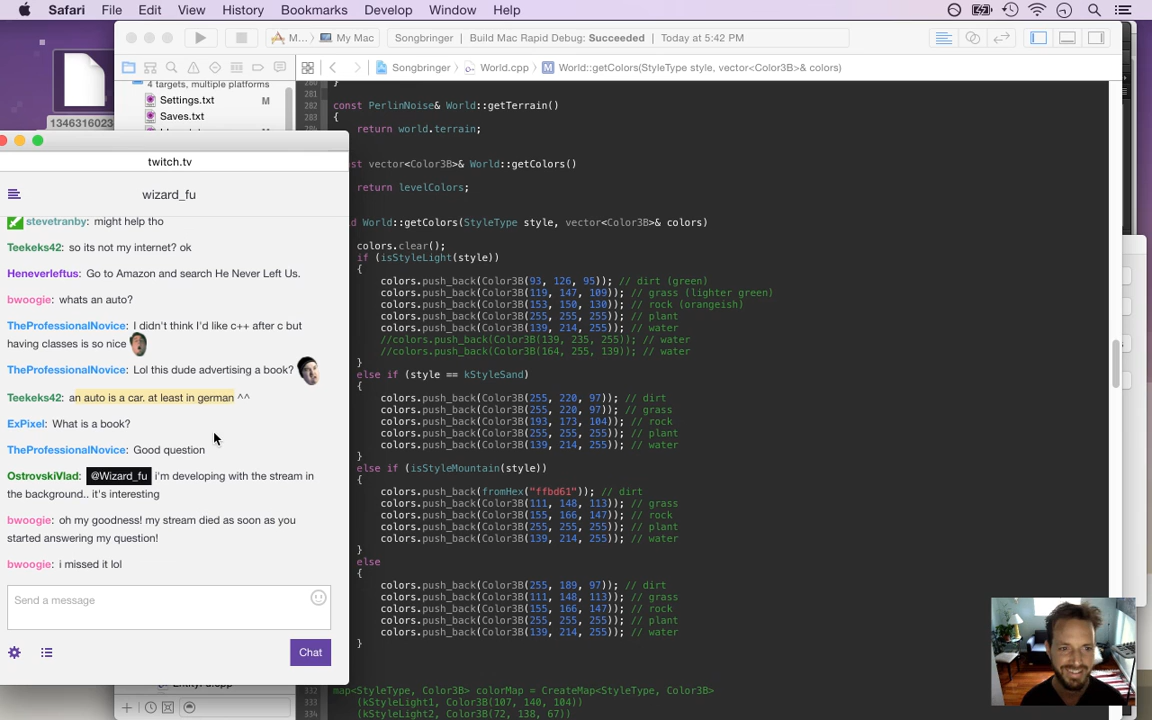 Safari File Edit View History Bookmarks Develop Window Help
M... My Mac
Songbringer | Build Mac Rapid Debug: Succeeded | Today at 5:42 PM
Songbringer World.cpp World::getColors(StyleType style, vector<Color3B>& colors)
4 targets, multiple platforms
Settings.txt M
Saves.txt
1346316023
twitch.tv
wizard_fu
stevetranby: might help tho
Teekeks42: so its not my internet? ok
Heneverleftus: Go to Amazon and search He Never Left Us.
bwoogie: whats an auto?
TheProfessionalNovice: I didn't think I'd like c++ after c but
having classes is so nice
TheProfessionalNovice: Lol this dude advertising a book?
Teekeks42: an auto is a car. at least in german ^^
ExPixel: What is a book?
TheProfessionalNovice: Good question
OstrovskiVlad: @Wizard_fu i'm developing with the stream in
the background.. it's interesting
bwoogie: oh my goodness! my stream died as soon as you
started answering my question!
bwoogie: i missed it lol
Send a message
Chat
281
282 const PerlinNoise& World::getTerrain()
283 {
return world.terrain;
st vector<Color3B>& World::getColors()
return levelColors;
d World::getColors(StyleType style, vector<Color3B>& colors)
colors.clear();
if (isStyleLight(style))
{
colors.push_back(Color3B(93, 126, 95)); // dirt (green)
colors.push_back(Color3B(119, 147, 109)); // grass (lighter green)
colors.push_back(Color3B(153, 150, 130)); // rock (orangeish)
colors.push_back(Color3B(255, 255, 255)); // plant
colors.push_back(Color3B(139, 214, 255)); // water
//colors.push_back(Color3B(139, 235, 255)); // water
//colors.push_back(Color3B(164, 255, 139)); // water
}
else if (style == kStyleSand)
{
colors.push_back(Color3B(255, 220, 97)); // dirt
colors.push_back(Color3B(255, 220, 97)); // grass
colors.push_back(Color3B(193, 173, 104)); // rock
colors.push_back(Color3B(255, 255, 255)); // plant
colors.push_back(Color3B(139, 214, 255)); // water
}
else if (isStyleMountain(style))
{
colors.push_back(fromHex("ffbd61")); // dirt
colors.push_back(Color3B(111, 148, 113)); // grass
colors.push_back(Color3B(155, 166, 147)); // rock
colors.push_back(Color3B(255, 255, 255)); // plant
colors.push_back(Color3B(139, 214, 255)); // water
}
else
{
colors.push_back(Color3B(255, 189, 97)); // dirt
colors.push_back(Color3B(111, 148, 113)); // grass
colors.push_back(Color3B(155, 166, 147)); // rock
colors.push_back(Color3B(255, 255, 255)); // plant
colors.push_back(Color3B(139, 214, 255)); // water
}
332 map<StyleType, Color3B> colorMap = CreateMap<StyleType, Color3B>
333 (kStyleLight1, Color3B(107, 140, 104))
334 (kStyleLight2, Color3B(72, 138, 67))